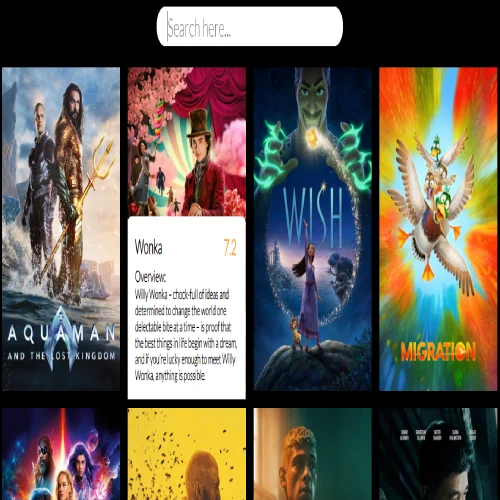 Search here...
WISH
Wonka 7.2
Overview:
Willy Wonka – chock-full of ideas and
determined to change the world one
delectable bite at a time – is proof that
the best things in life begin with a dream,
and if you're lucky enough to meet Willy
Wonka, anything is possible.
AQUAMAN
AND THE LOST KINGDOM
MIGRATION